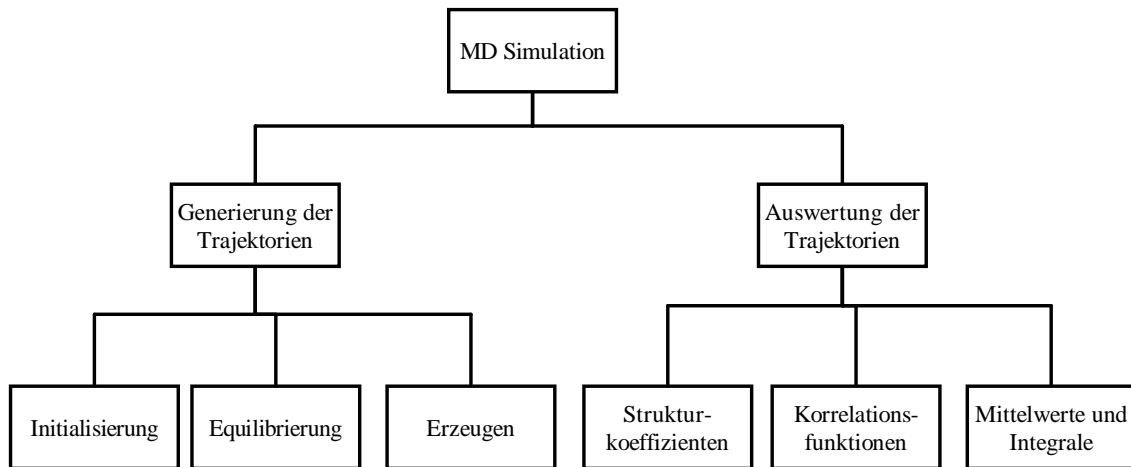 MD Simulation
Generierung der
Trajektorien
Auswertung der
Trajektorien
Initialisierung
Equilibrierung
Erzeugen
Struktur-
koeffizienten
Korrelations-
funktionen
Mittelwerte und
Integrale